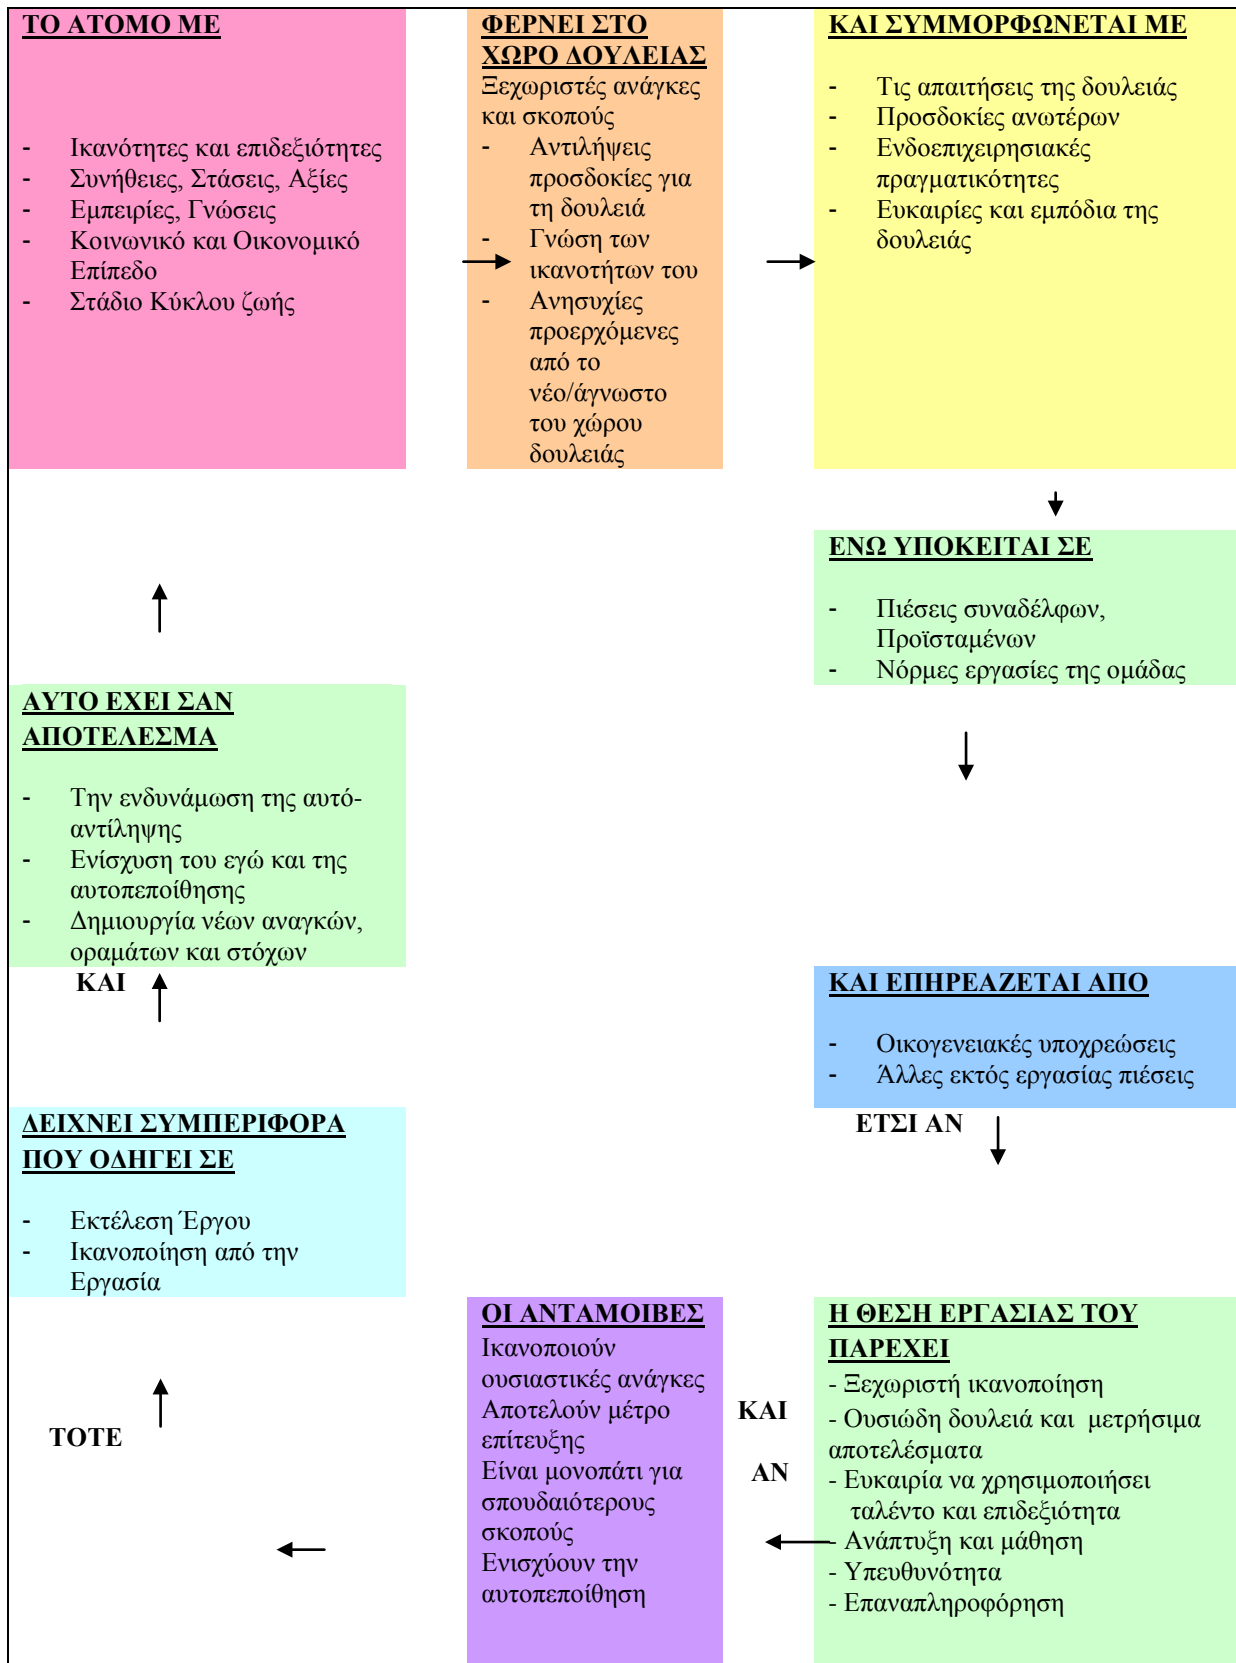 ΤΟ ΑΤΟΜΟ ΜΕ
- Ικανότητες και επιδεξιότητες
- Συνήθειες, Στάσεις, Αξίες
- Εμπειρίες, Γνώσεις
- Κοινωνικό και Οικονομικό
Επίπεδο
- Στάδιο Κύκλου ζωής
ΦΕΡΝΕΙ ΣΤΟ
ΧΩΡΟ ΔΟΥΛΕΙΑΣ
Ξεχωριστές ανάγκες
και σκοπούς
- Αντιλήψεις
προσδοκίες για
τη δουλειά
- Γνώση των
ικανοτήτων του
- Ανησυχίες
προερχόμενες
από το
νέο/άγνωστο
του χώρου
δουλειάς
ΚΑΙ ΣΥΜΜΟΡΦΩΝΕΤΑΙ ΜΕ
- Τις απαιτήσεις της δουλειάς
- Προσδοκίες ανωτέρων
- Ενδοεπιχειρησιακές
πραγματικότητες
- Ευκαιρίες και εμπόδια της
δουλειάς
ΕΝΩ ΥΠΟΚΕΙΤΑΙ ΣΕ
- Πιέσεις συναδέλφων,
Προϊσταμένων
- Νόρμες εργασίες της ομάδας
ΚΑΙ ΕΠΗΡΕΑΖΕΤΑΙ ΑΠΟ
- Οικογενειακές υποχρεώσεις
- Άλλες εκτός εργασίας πιέσεις
ΕΤΣΙ ΑΝ
Η ΘΕΣΗ ΕΡΓΑΣΙΑΣ ΤΟΥ
ΠΑΡΕΧΕΙ
- Ξεχωριστή ικανοποίηση
- Ουσιώδη δουλειά και μετρήσιμα
αποτελέσματα
- Ευκαιρία να χρησιμοποιήσει
ταλέντο και επιδεξιότητα
- Ανάπτυξη και μάθηση
- Υπευθυνότητα
- Επαναπληροφόρηση
ΚΑΙ
ΑΝ
ΟΙ ΑΝΤΑΜΟΙΒΕΣ
Ικανοποιούν
ουσιαστικές ανάγκες
Αποτελούν μέτρο
επίτευξης
Είναι μονοπάτι για
σπουδαιότερους
σκοπούς
Ενισχύουν την
αυτοπεποίθηση
ΤΟΤΕ
ΔΕΙΧΝΕΙ ΣΥΜΠΕΡΙΦΟΡΑ
ΠΟΥ ΟΔΗΓΕΙ ΣΕ
- Εκτέλεση Έργου
- Ικανοποίηση από την
Εργασία
ΚΑΙ
ΑΥΤΟ ΕΧΕΙ ΣΑΝ
ΑΠΟΤΕΛΕΣΜΑ
- Την ενδυνάμωση της αυτό-
αντίληψης
- Ενίσχυση του εγώ και της
αυτοπεποίθησης
- Δημιουργία νέων αναγκών,
οραμάτων και στόχων